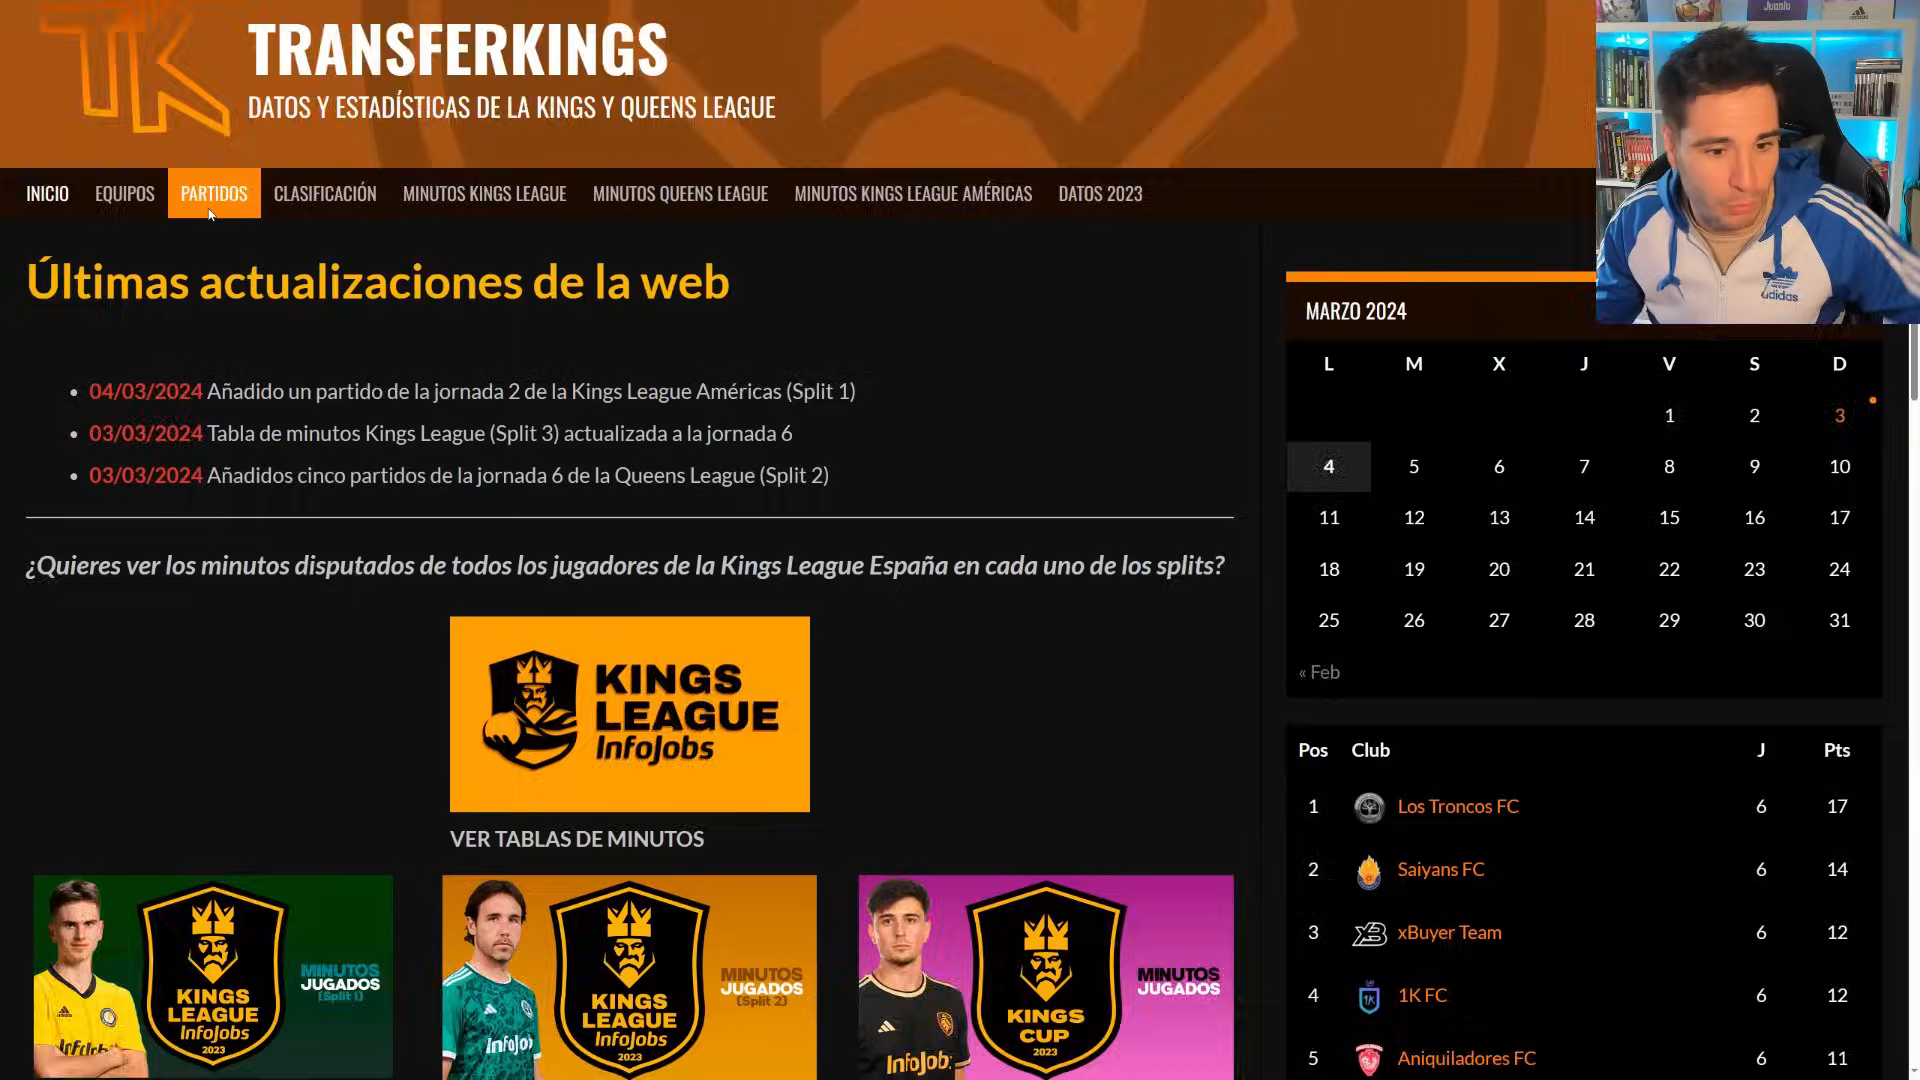 TRANSFERKINGS
DATOS Y ESTADÍSTICAS DE LA KINGS Y QUEENS LEAGUE
Juanlu
INICIO EQUIPOS PARTIDOS CLASIFICACIÓN MINUTOS KINGS LEAGUE MINUTOS QUEENS LEAGUE MINUTOS KINGS LEAGUE AMÉRICAS DATOS 2023
adidas
Últimas actualizaciones de la web
04/03/2024 Añadido un partido de la jornada 2 de la Kings League Américas (Split 1)
03/03/2024 Tabla de minutos Kings League (Split 3) actualizada a la jornada 6
03/03/2024 Añadidos cinco partidos de la jornada 6 de la Queens League (Split 2)
¿Quieres ver los minutos disputados de todos los jugadores de la Kings League España en cada uno de los splits?
KINGS
LEAGUE
InfoJobs
VER TABLAS DE MINUTOS
KINGS
LEAGUE
InfoJobs
2023
MINUTOS
JUGADOS
(Split 1)
KINGS
LEAGUE
InfoJobs
2023
MINUTOS
JUGADOS
(Split 2)
KINGS
CUP
2023
MINUTOS
JUGADOS
MARZO 2024
L M X J V S D
1 2 3
4 5 6 7 8 9 10
11 12 13 14 15 16 17
18 19 20 21 22 23 24
25 26 27 28 29 30 31
« Feb
Pos Club J Pts
1 Los Troncos FC 6 17
2 Saiyans FC 6 14
3 xBuyer Team 6 12
4 1K FC 6 12
5 Aniquiladores FC 6 11